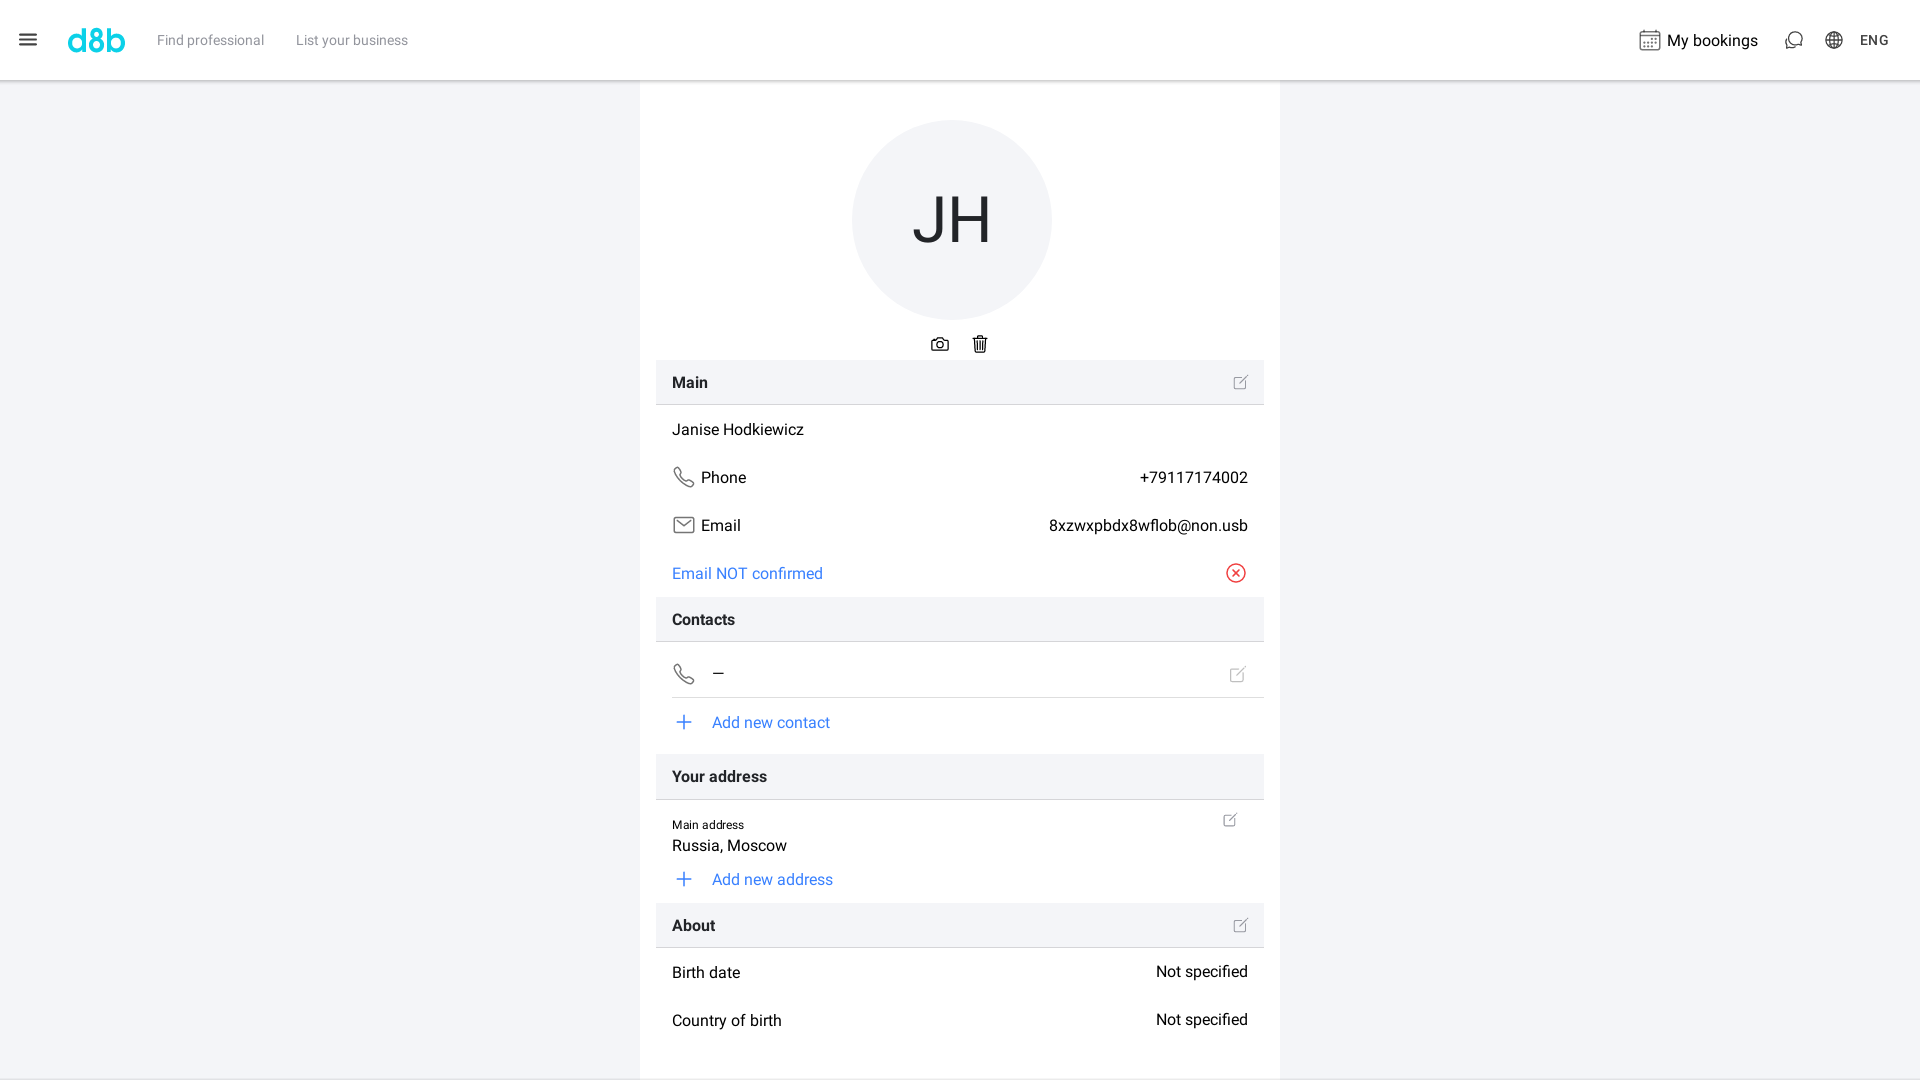 d8b
Find professional
List your business
My bookings
ENG
JH
Main
Janise Hodkiewicz
Phone
+79117174002
Email
8xzwxpbdx8wflob@non.usb
Email NOT confirmed
Contacts
—
Add new contact
Your address
Main address
Russia, Moscow
Add new address
About
Birth date
Not specified
Country of birth
Not specified